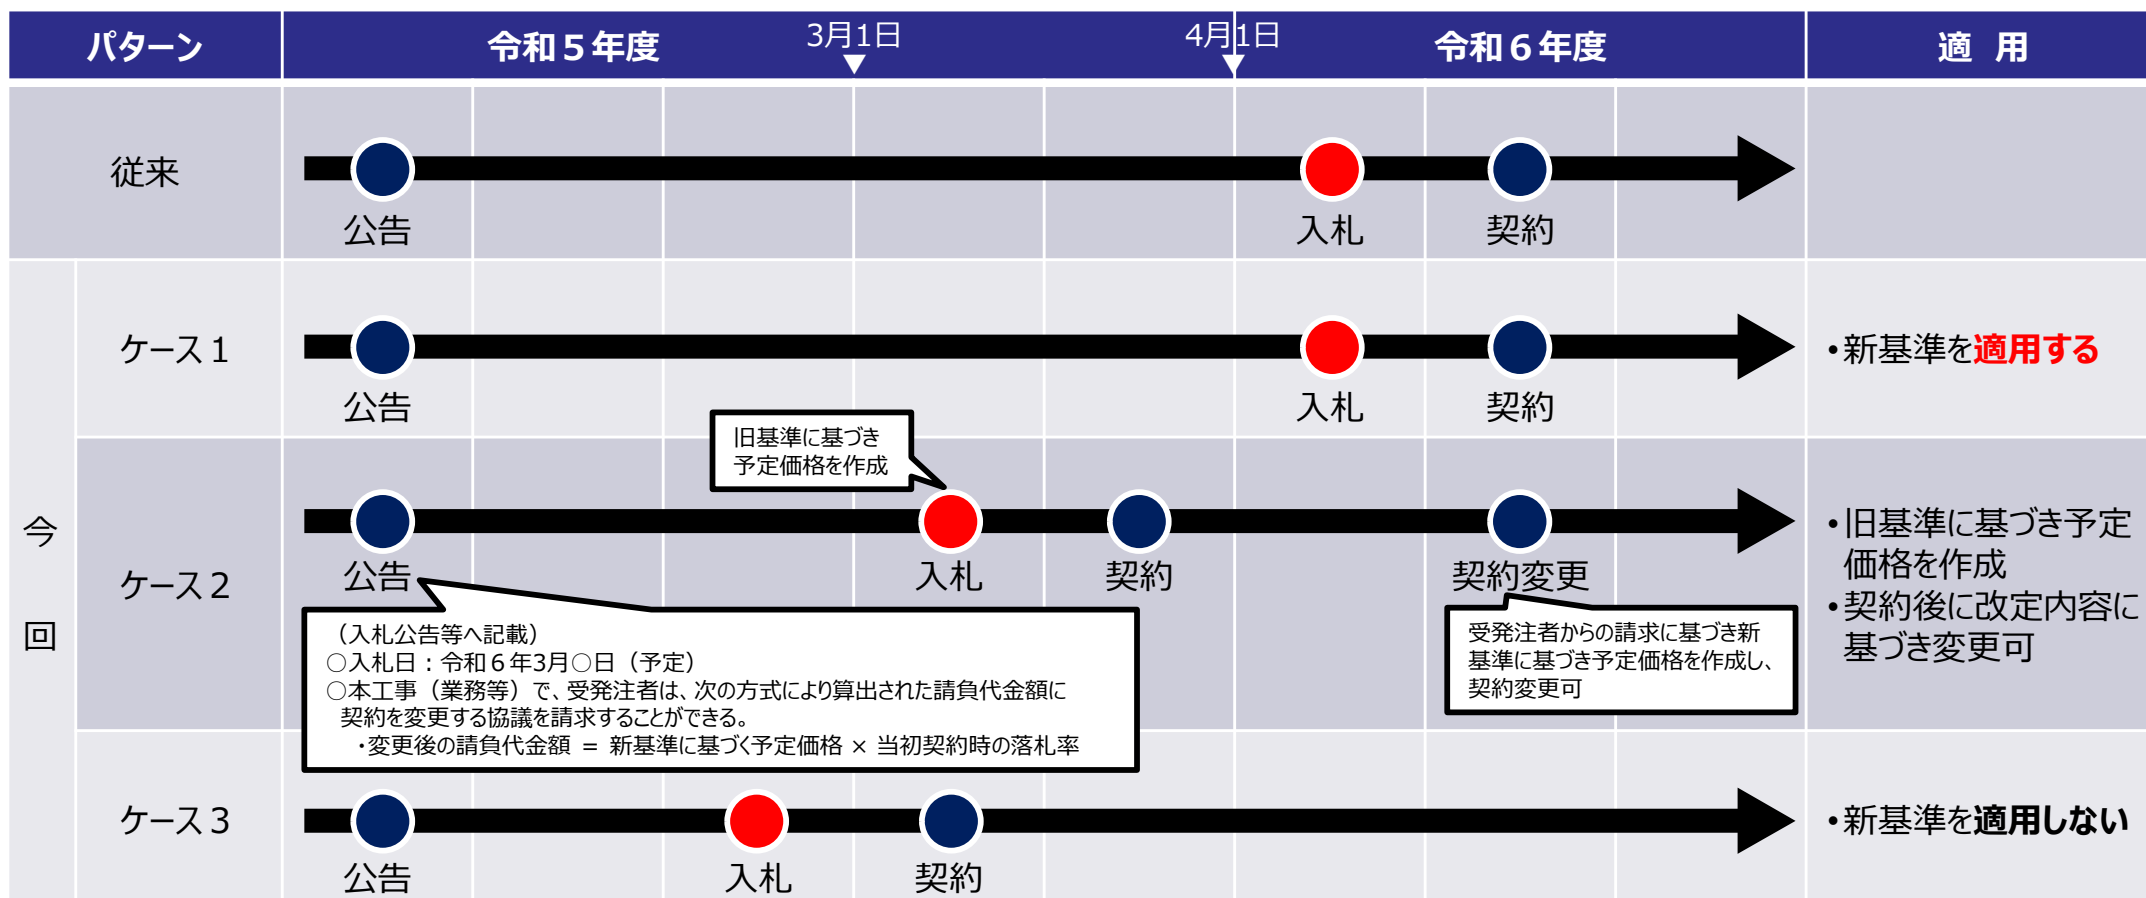 パターン
令和５年度
3月1日
4月1日
令和６年度
適 用
従来
公告
入札
契約
今回
ケース１
公告
入札
契約
・新基準を適用する
ケース２
旧基準に基づき
予定価格を作成
公告
入札
契約
契約変更
（入札公告等へ記載）
○入札日：令和６年3月○日（予定）
○本工事（業務等）で、受発注者は、次の方式により算出された請負代金額に
契約を変更する協議を請求することができる。
・変更後の請負代金額 = 新基準に基づく予定価格 × 当初契約時の落札率
受発注者からの請求に基づき新
基準に基づき予定価格を作成し、
契約変更可
・旧基準に基づき予定
価格を作成
・契約後に改定内容に
基づき変更可
ケース３
公告
入札
契約
・新基準を適用しない